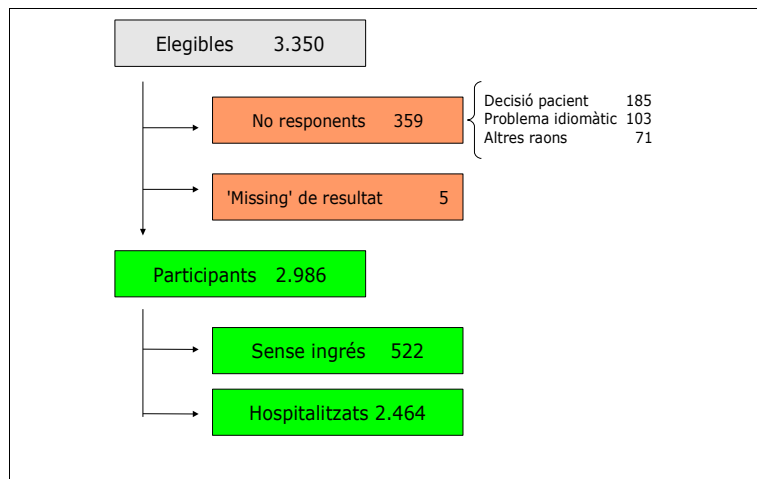 Elegibles 3.350
No responents 359
Decisió pacient 185
Problema idiomàtic 103
Altres raons 71
'Missing' de resultat 5
Participants 2.986
Sense ingrés 522
Hospitalitzats 2.464